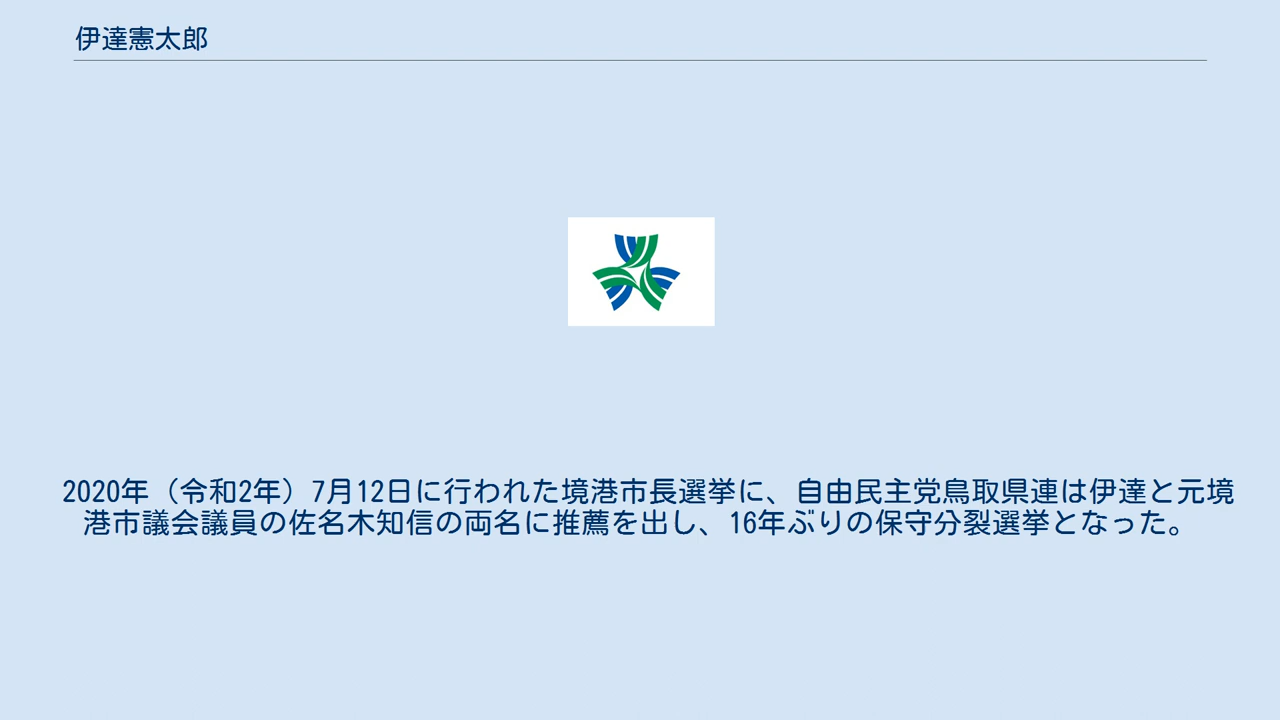 伊達憲太郎
2020年（令和2年）7月12日に行われた境港市長選挙に、自由民主党鳥取県連は伊達と元境
港市議会議員の佐名木知信の両名に推薦を出し、16年ぶりの保守分裂選挙となった。